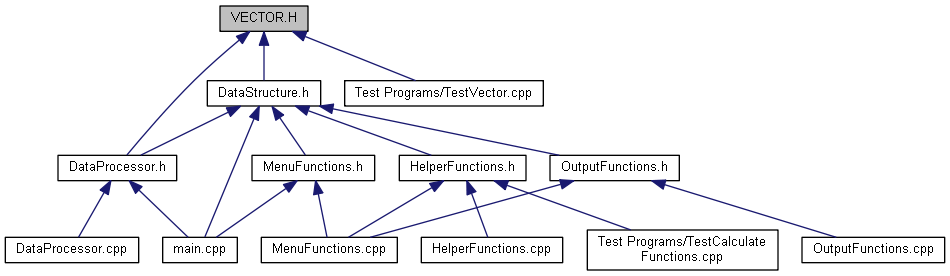 VECTOR.H
DataStructure.h
Test Programs/TestVector.cpp
DataProcessor.h
MenuFunctions.h
HelperFunctions.h
OutputFunctions.h
DataProcessor.cpp
main.cpp
MenuFunctions.cpp
HelperFunctions.cpp
Test Programs/TestCalculate
Functions.cpp
OutputFunctions.cpp